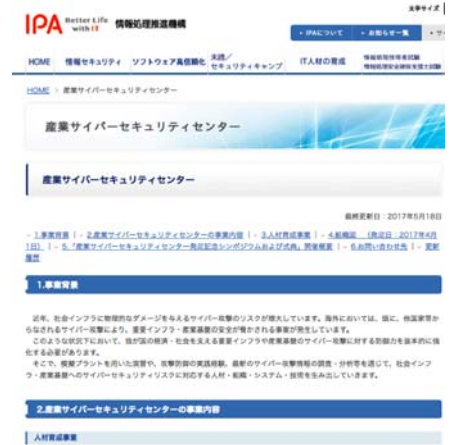 文字サイズ
IPA Better Life with IT 情報処理推進機構
IPAについて
お知らせ一覧
サ
HOME 情報セキュリティ ソフトウェア高信頼化 未踏／セキュリティキャンプ IT人材の育成 情報処理技術者試験 情報処理安全確保支援士試験
HOME > 産業サイバーセキュリティセンター
産業サイバーセキュリティセンター
産業サイバーセキュリティセンター
最終更新日：2017年5月18日
- 1.事業背景 | - 2.産業サイバーセキュリティセンターの事業内容 | - 3.人材育成事業 | - 4.組織図 （発足日：2017年4月
1日） | - 5.「産業サイバーセキュリティセンター発足記念シンポジウムおよび式典」開催概要 | - 6.お問い合わせ先 | - 更新
履歴
1.事業背景
近年、社会インフラに物理的なダメージを与えるサイバー攻撃のリスクが増大しています。海外においては、既に、他国家等か
らなされるサイバー攻撃により、重要インフラ・産業基盤の安全が脅かされる事案が発生しています。
このような状況下において、我が国の経済・社会を支える重要インフラや産業基盤のサイバー攻撃に対する防御力を抜本的に強
化する必要があります。
そこで、模擬プラントを用いた演習や、攻撃防御の実践経験、最新のサイバー攻撃情報の調査・分析等を通じて、社会インフ
ラ・産業基盤へのサイバーセキュリティリスクに対応する人材・組織・システム・技術を生み出していきます。
2.産業サイバーセキュリティセンターの事業内容
人材育成事業